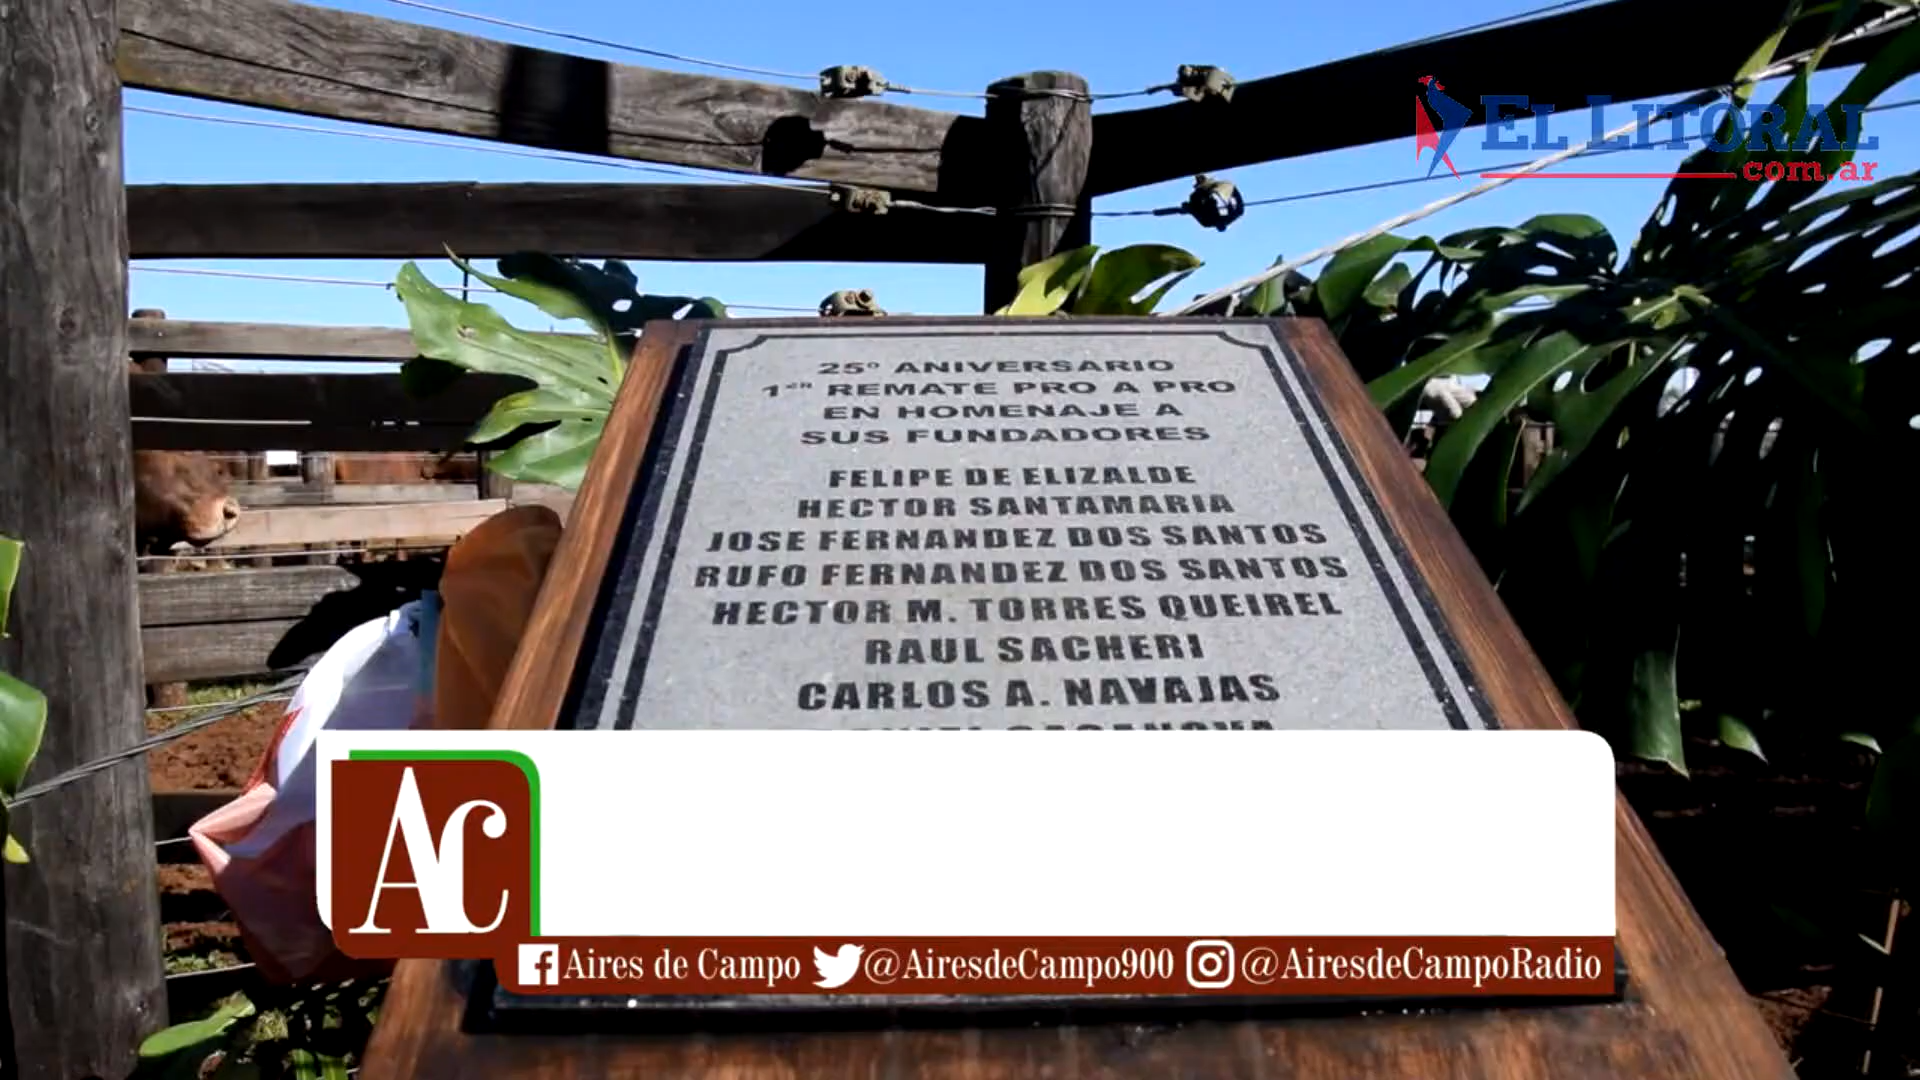 EL LITORAL
com.ar
25º ANIVERSARIO
1ER REMATE PRO A PRO
EN HOMENAJE A
SUS FUNDADORES
FELIPE DE ELIZALDE
HECTOR SANTAMARIA
JOSE FERNANDEZ DOS SANTOS
RUFO FERNANDEZ DOS SANTOS
HECTOR M. TORRES QUEIREL
RAUL SACHERI
CARLOS A. NAVAJAS
AC
Aires de Campo @AiresdeCampo900 @AiresdeCampoRadio